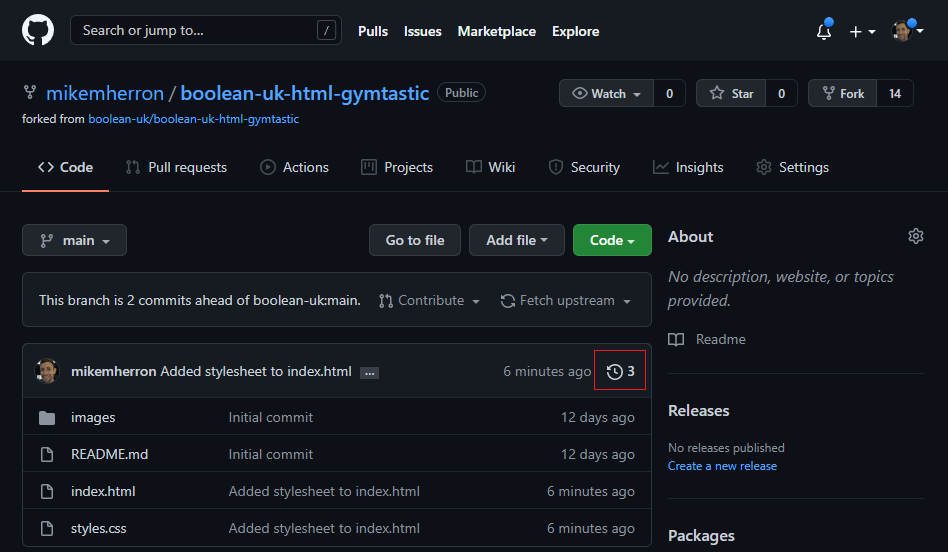 Search or jump to... / Pulls Issues Marketplace Explore
mikemherron / boolean-uk-html-gymtastic Public Watch 0 Star 0 Fork 14
forked from boolean-uk/boolean-uk-html-gymtastic
Code Pull requests Actions Projects Wiki Security Insights Settings
main Go to file Add file Code
This branch is 2 commits ahead of boolean-uk:main. Contribute Fetch upstream
mikemherron Added stylesheet to index.html ... 6 minutes ago 3
images Initial commit 12 days ago
README.md Initial commit 12 days ago
index.html Added stylesheet to index.html 6 minutes ago
styles.css Added stylesheet to index.html 6 minutes ago
About
No description, website, or topics
provided.
Readme
Releases
No releases published
Create a new release
Packages